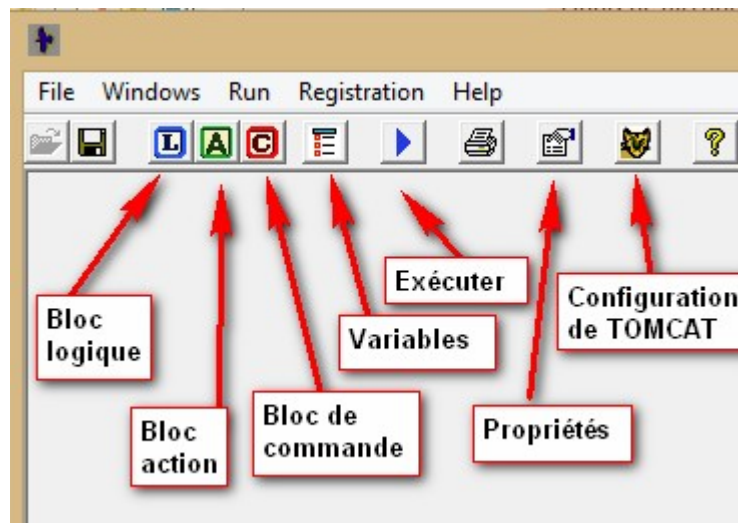 File Windows Run Registration Help
L A C ?
Exécuter
Configuration
de TOMCAT
Bloc
logique
Variables
Bloc
action
Bloc de
commande
Propriétés